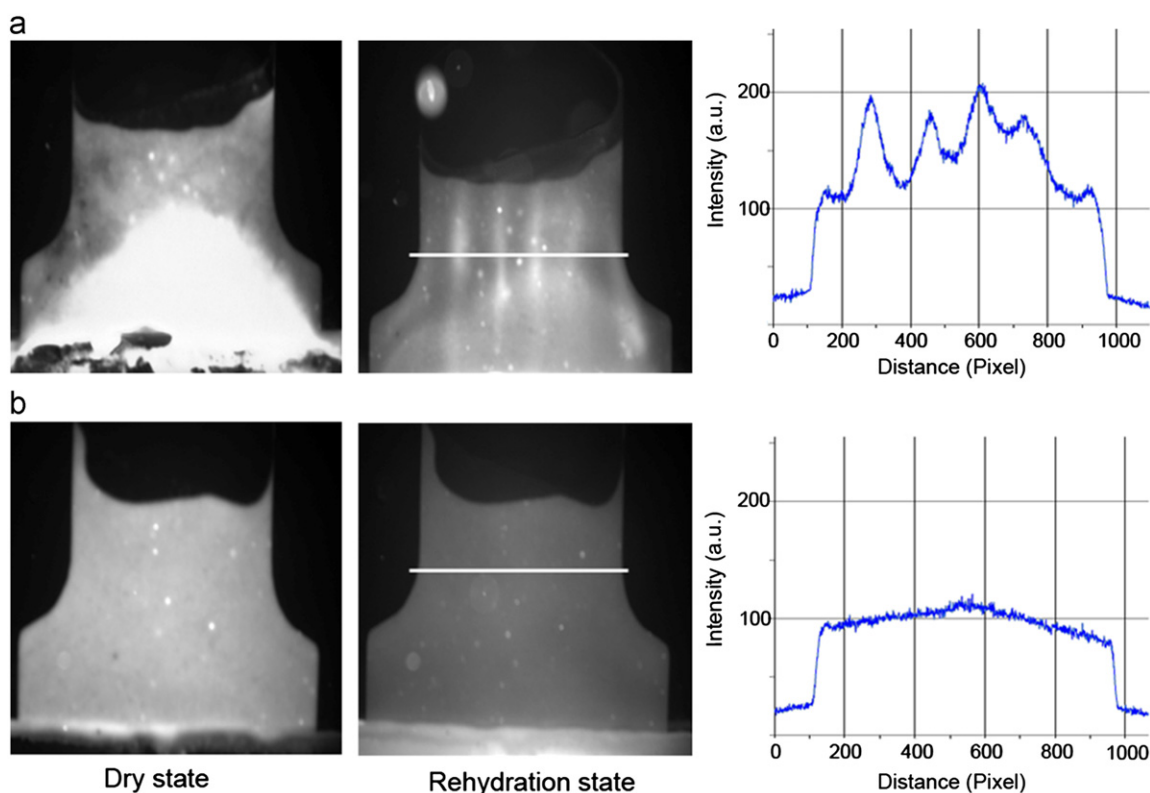 a
Intensity (a.u.)
200
100
0 200 400 600 800 1000
Distance (Pixel)
b
Intensity (a.u.)
200
100
0 200 400 600 800 1000
Distance (Pixel)
Dry state
Rehydration state